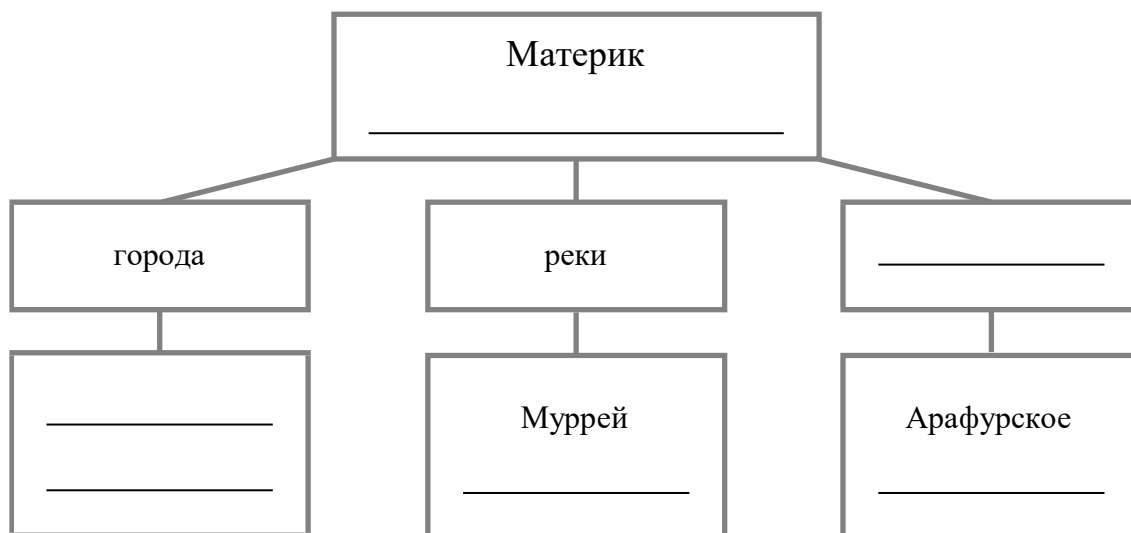 Материк
города
реки
Муррей
Арафурское